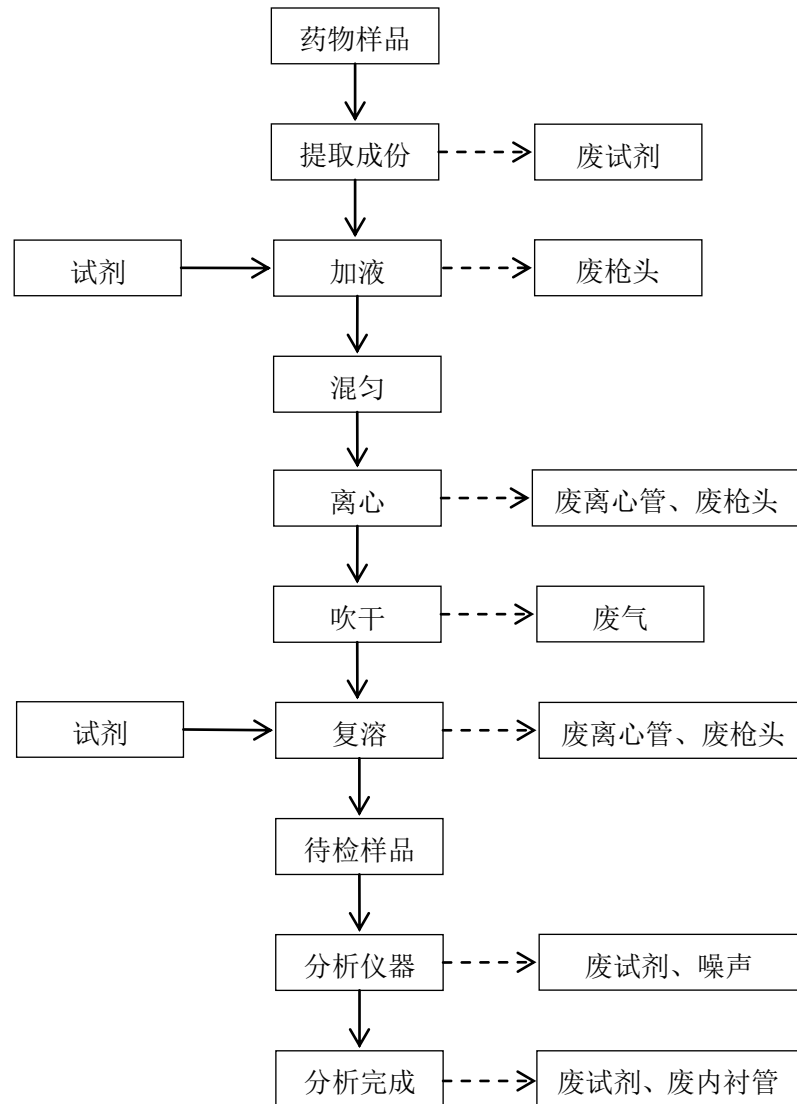 药物样品
提取成份
废试剂
试剂
加液
废枪头
混匀
离心
废离心管、废枪头
吹干
废气
试剂
复溶
废离心管、废枪头
待检样品
分析仪器
废试剂、噪声
分析完成
废试剂、废内衬管